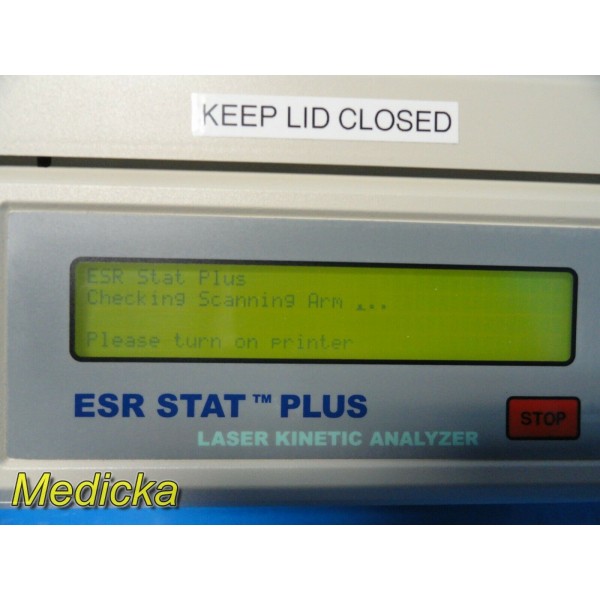 KEEP LID CLOSED
ESR Stat Plus
Checking Scanning Arm ...
Please turn on printer
ESR STAT™ PLUS
STOP
LASER KINETIC ANALYZER
Medicka